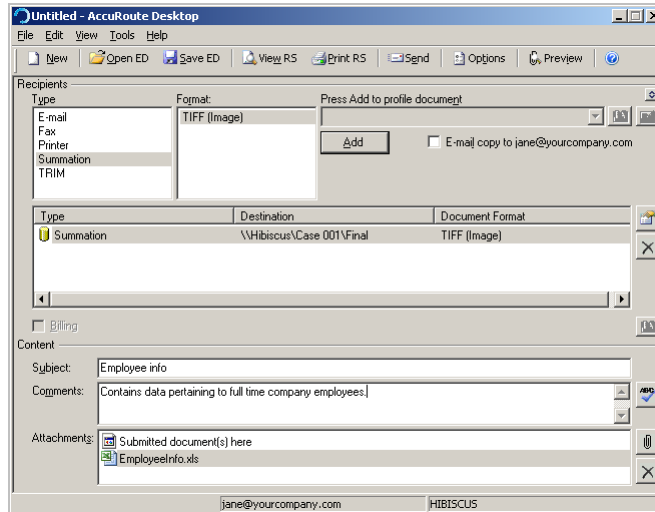 Untitled - AccuRoute Desktop
File Edit View Tools Help
New Open ED Save ED View RS Print RS Send Options Preview
Recipients
Type Format: Press Add to profile document
E-mail TIFF (Image)
Fax
Printer Add E-mail copy to jane@yourcompany.com
Summation
TRIM
Type Destination Document Format
Summation \\Hibiscus\Case 001\Final TIFF (Image)
Billing
Content
Subject: Employee info
Comments: Contains data pertaining to full time company employees. ABC
Attachments: Submitted document(s) here
EmployeeInfo.xls
jane@yourcompany.com HIBISCUS